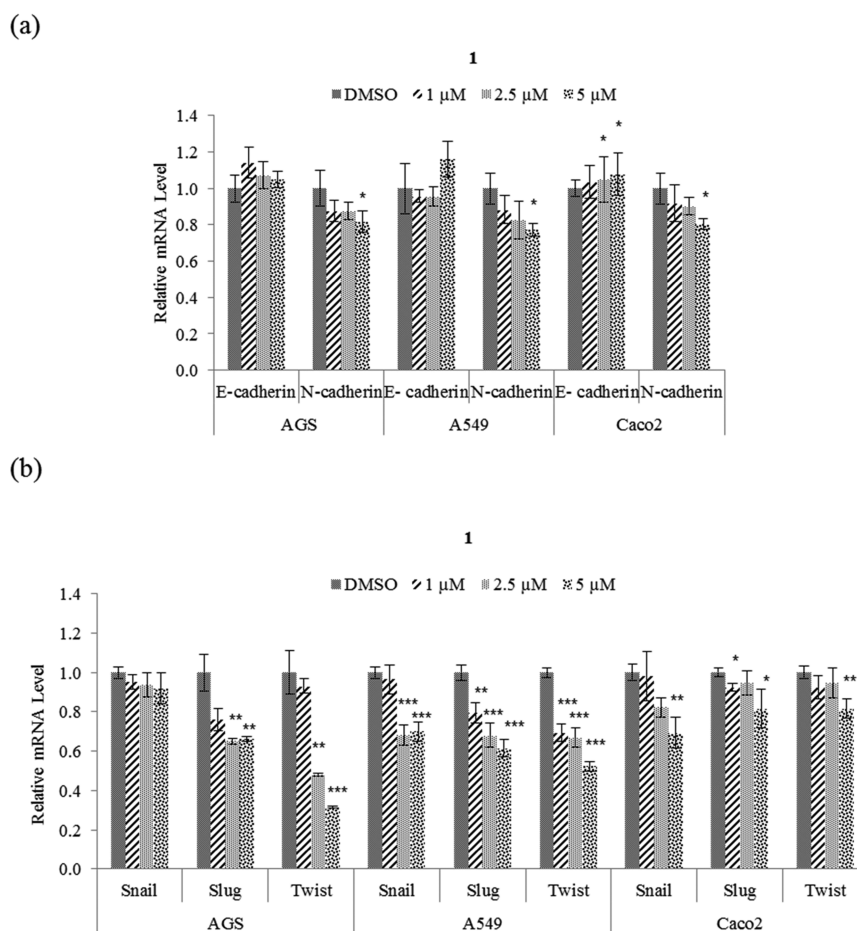 (a)
1
DMSO 1 µM 2.5 µM 5 µM
1.4
1.2
1.0
0.8
0.6
0.4
0.2
0.0
Relative mRNA Level
* * * * *
E-cadherin N-cadherin E- cadherin N-cadherin E- cadherin N-cadherin
AGS A549 Caco2
(b)
1
DMSO 1 µM 2.5 µM 5 µM
1.4
1.2
1.0
0.8
0.6
0.4
0.2
0.0
Relative mRNA Level
** ** ** *** *** *** ** *** *** *** *** *** ** * * **
Snail Slug Twist Snail Slug Twist Snail Slug Twist
AGS A549 Caco2